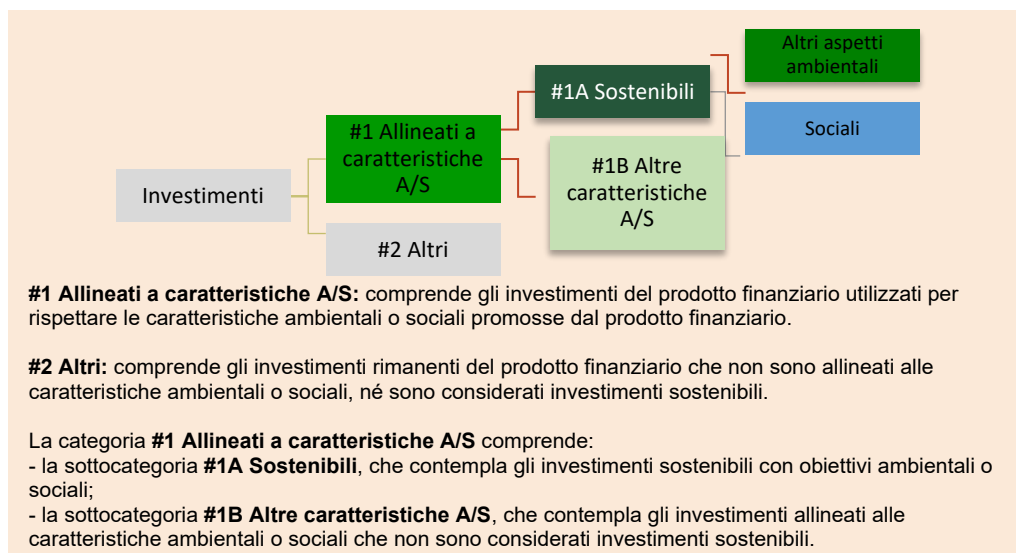 Altri aspetti
ambientali
#1A Sostenibili
#1 Allineati a
caratteristiche
A/S
Sociali
#1B Altre
caratteristiche
A/S
Investimenti
#2 Altri
#1 Allineati a caratteristiche A/S: comprende gli investimenti del prodotto finanziario utilizzati per
rispettare le caratteristiche ambientali o sociali promosse dal prodotto finanziario.
#2 Altri: comprende gli investimenti rimanenti del prodotto finanziario che non sono allineati alle
caratteristiche ambientali o sociali, né sono considerati investimenti sostenibili.
La categoria #1 Allineati a caratteristiche A/S comprende:
- la sottocategoria #1A Sostenibili, che contempla gli investimenti sostenibili con obiettivi ambientali o
sociali;
- la sottocategoria #1B Altre caratteristiche A/S, che contempla gli investimenti allineati alle
caratteristiche ambientali o sociali che non sono considerati investimenti sostenibili.